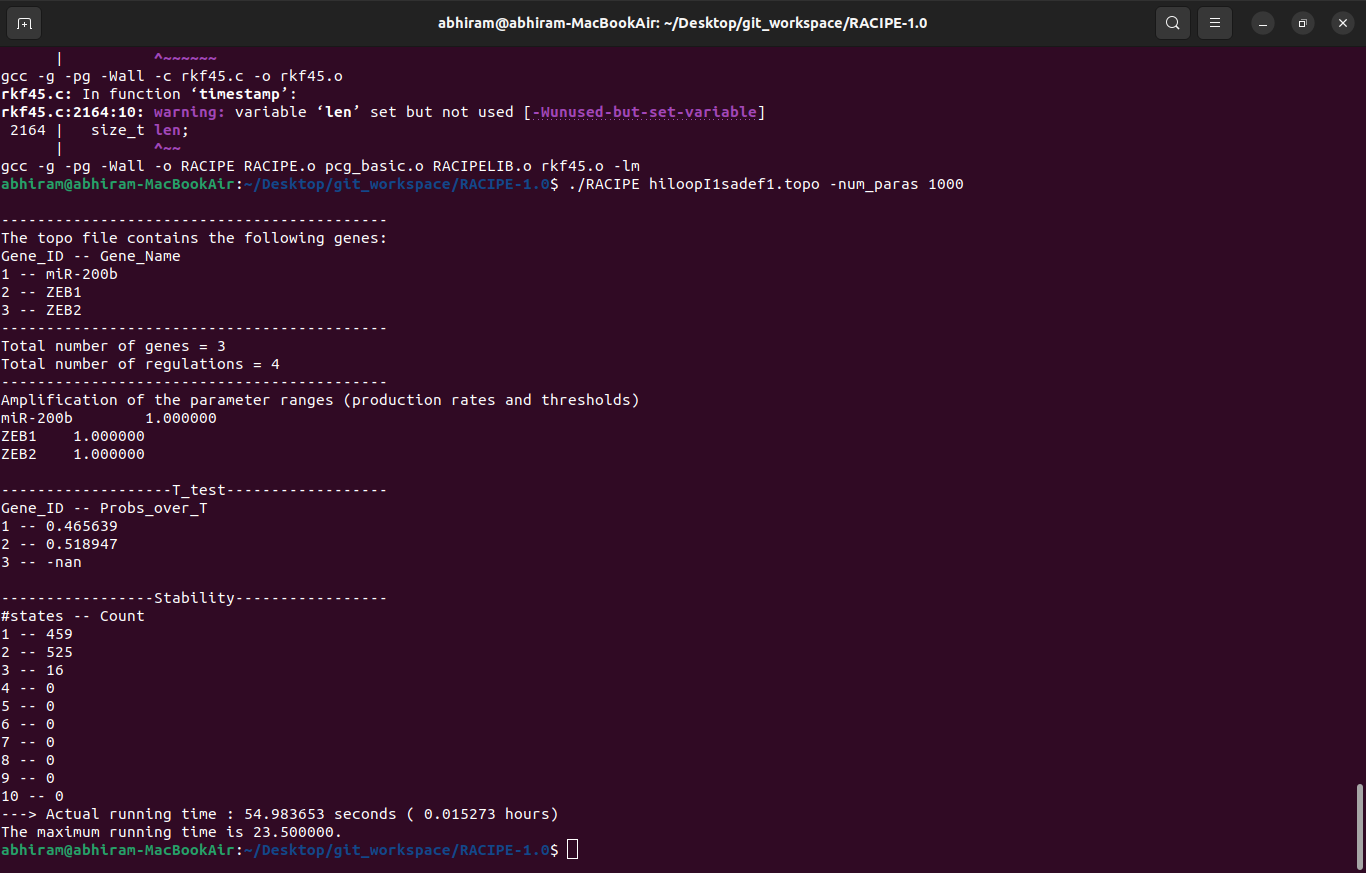 abhiram@abhiram-MacBookAir: ~/Desktop/git_workspace/RACIPE-1.0
      |          ^~~~~~~
gcc -g -pg -Wall -c rkf45.c -o rkf45.o
rkf45.c: In function ‘timestamp’:
rkf45.c:2164:10: warning: variable ‘len’ set but not used [-Wunused-but-set-variable]
 2164 |   size_t len;
      |          ^~~
gcc -g -pg -Wall -o RACIPE RACIPE.o pcg_basic.o RACIPELIB.o rkf45.o -lm
abhiram@abhiram-MacBookAir:~/Desktop/git_workspace/RACIPE-1.0$ ./RACIPE hiloopI1sadef1.topo -num_paras 1000
-------------------------------------------
The topo file contains the following genes:
Gene_ID -- Gene_Name
1 -- miR-200b
2 -- ZEB1
3 -- ZEB2
-------------------------------------------
Total number of genes = 3
Total number of regulations = 4
-------------------------------------------
Amplification of the parameter ranges (production rates and thresholds)
miR-200b        1.000000
ZEB1    1.000000
ZEB2    1.000000
-------------------T_test------------------
Gene_ID -- Probs_over_T
1 -- 0.465639
2 -- 0.518947
3 -- -nan
-----------------Stability-----------------
#states -- Count
1 -- 459
2 -- 525
3 -- 16
4 -- 0
5 -- 0
6 -- 0
7 -- 0
8 -- 0
9 -- 0
10 -- 0
---> Actual running time : 54.983653 seconds ( 0.015273 hours)
The maximum running time is 23.500000.
abhiram@abhiram-MacBookAir:~/Desktop/git_workspace/RACIPE-1.0$